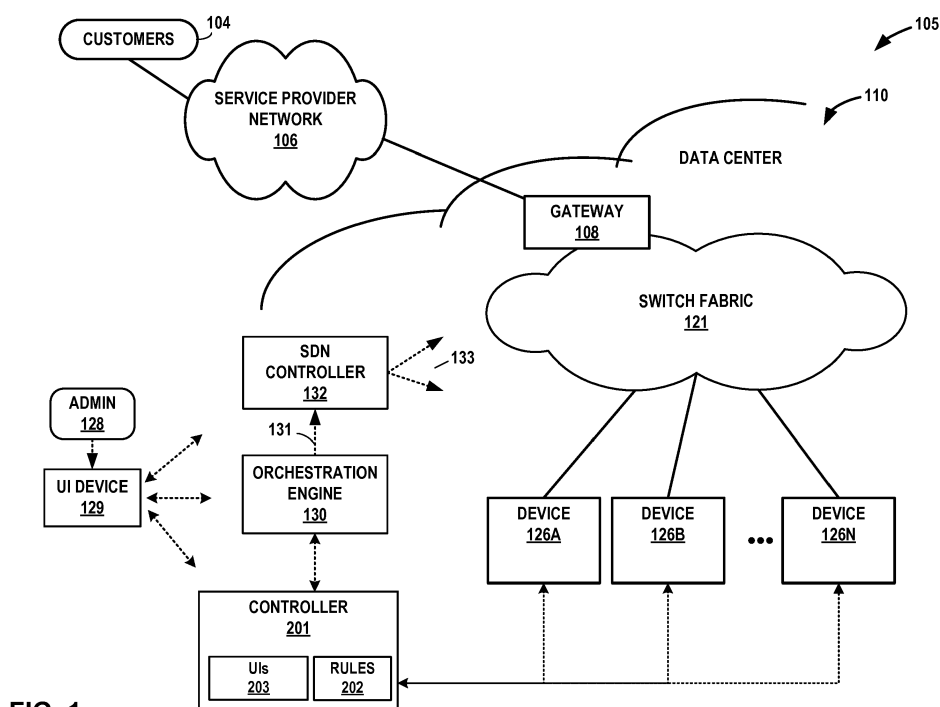 CUSTOMERS
104
105
SERVICE PROVIDER
NETWORK
106
110
DATA CENTER
GATEWAY
108
SWITCH FABRIC
121
SDN
CONTROLLER
132
133
ADMIN
128
131
UI DEVICE
129
ORCHESTRATION
ENGINE
130
DEVICE
126A
DEVICE
126B
DEVICE
126N
CONTROLLER
201
UIs
203
RULES
202
FIG. 1